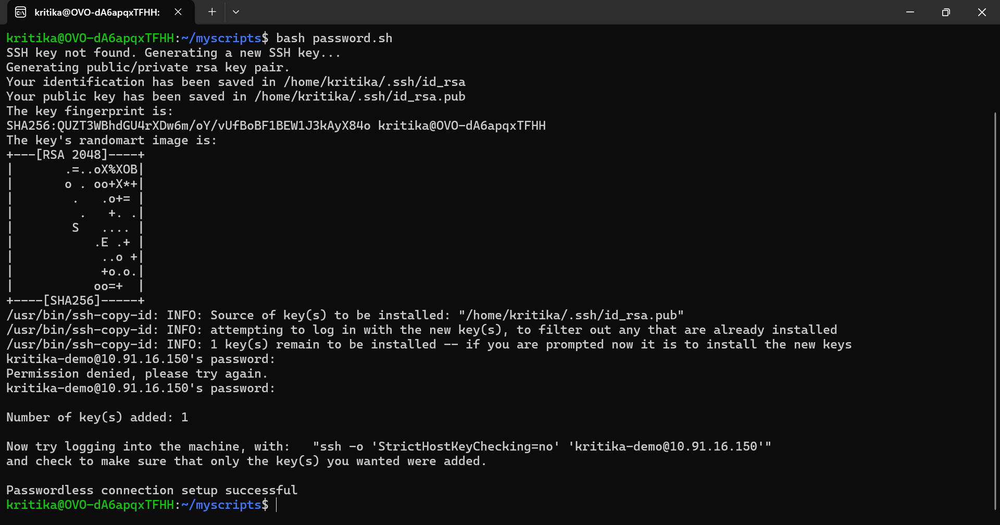 kritika@OVO-dA6apqxTFHH:
kritika@OVO-dA6apqxTFHH:~/myscripts$ bash password.sh
SSH key not found. Generating a new SSH key...
Generating public/private rsa key pair.
Your identification has been saved in /home/kritika/.ssh/id_rsa
Your public key has been saved in /home/kritika/.ssh/id_rsa.pub
The key fingerprint is:
SHA256:QUZT3WBhdGU4rXDw6m/oY/vUfBoBF1BEW1J3kAyX84o kritika@OVO-dA6apqxTFHH
The key's randomart image is:
+---[RSA 2048]----+
|       .=..oX%XOB|
|       o . oo+X*+|
|        .   .o+= |
|         .   +. .|
|        S   .... |
|           .E .+ |
|            ..o +|
|            +o.o.|
|           oo=+  |
+----[SHA256]-----+
/usr/bin/ssh-copy-id: INFO: Source of key(s) to be installed: "/home/kritika/.ssh/id_rsa.pub"
/usr/bin/ssh-copy-id: INFO: attempting to log in with the new key(s), to filter out any that are already installed
/usr/bin/ssh-copy-id: INFO: 1 key(s) remain to be installed -- if you are prompted now it is to install the new keys
kritika-demo@10.91.16.150's password:
Permission denied, please try again.
kritika-demo@10.91.16.150's password:
Number of key(s) added: 1
Now try logging into the machine, with:   "ssh -o 'StrictHostKeyChecking=no' 'kritika-demo@10.91.16.150'"
and check to make sure that only the key(s) you wanted were added.
Passwordless connection setup successful
kritika@OVO-dA6apqxTFHH:~/myscripts$